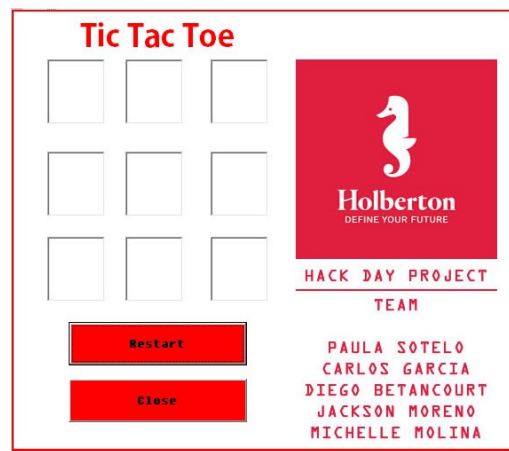 Tic Tac Toe
Holberton
DEFINE YOUR FUTURE
HACK DAY PROJECT
TEAM
PAULA SOTELO
CARLOS GARCIA
DIEGO BETANCOURT
JACKSON MORENO
MICHELLE MOLINA
Restart
Close